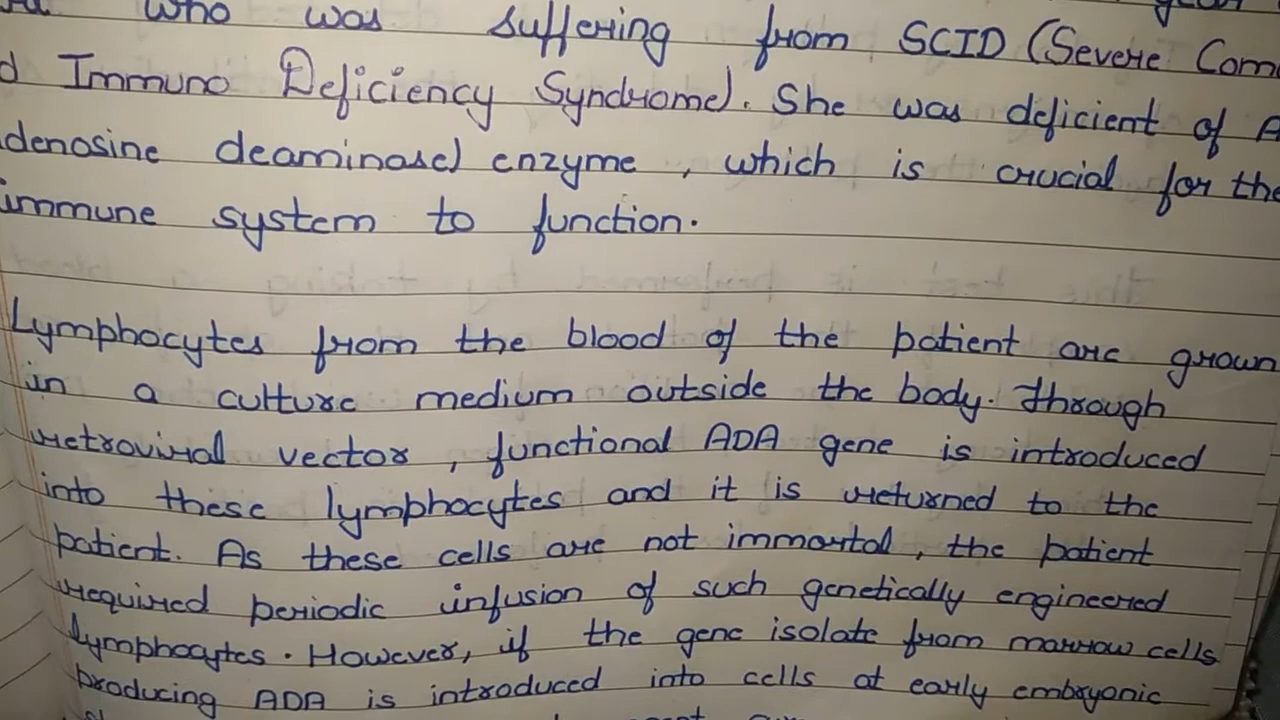 who was suffering from SCID (Severe Com
d Immuno Deficiency Syndrome). She was deficient of A
denosine deaminase) enzyme, which is crucial for the
immune system to function.
Lymphocytes from the blood of the patient are grown
in a culture medium outside the body. Through
retroviral vector, functional ADA gene is introduced
into these lymphocytes and it is returned to the
patient. As these cells are not immortal, the patient
required periodic infusion of such genetically engineered
lymphocytes. However, if the gene isolate from marrow cells
producing ADA is introduced into cells at early embryonic